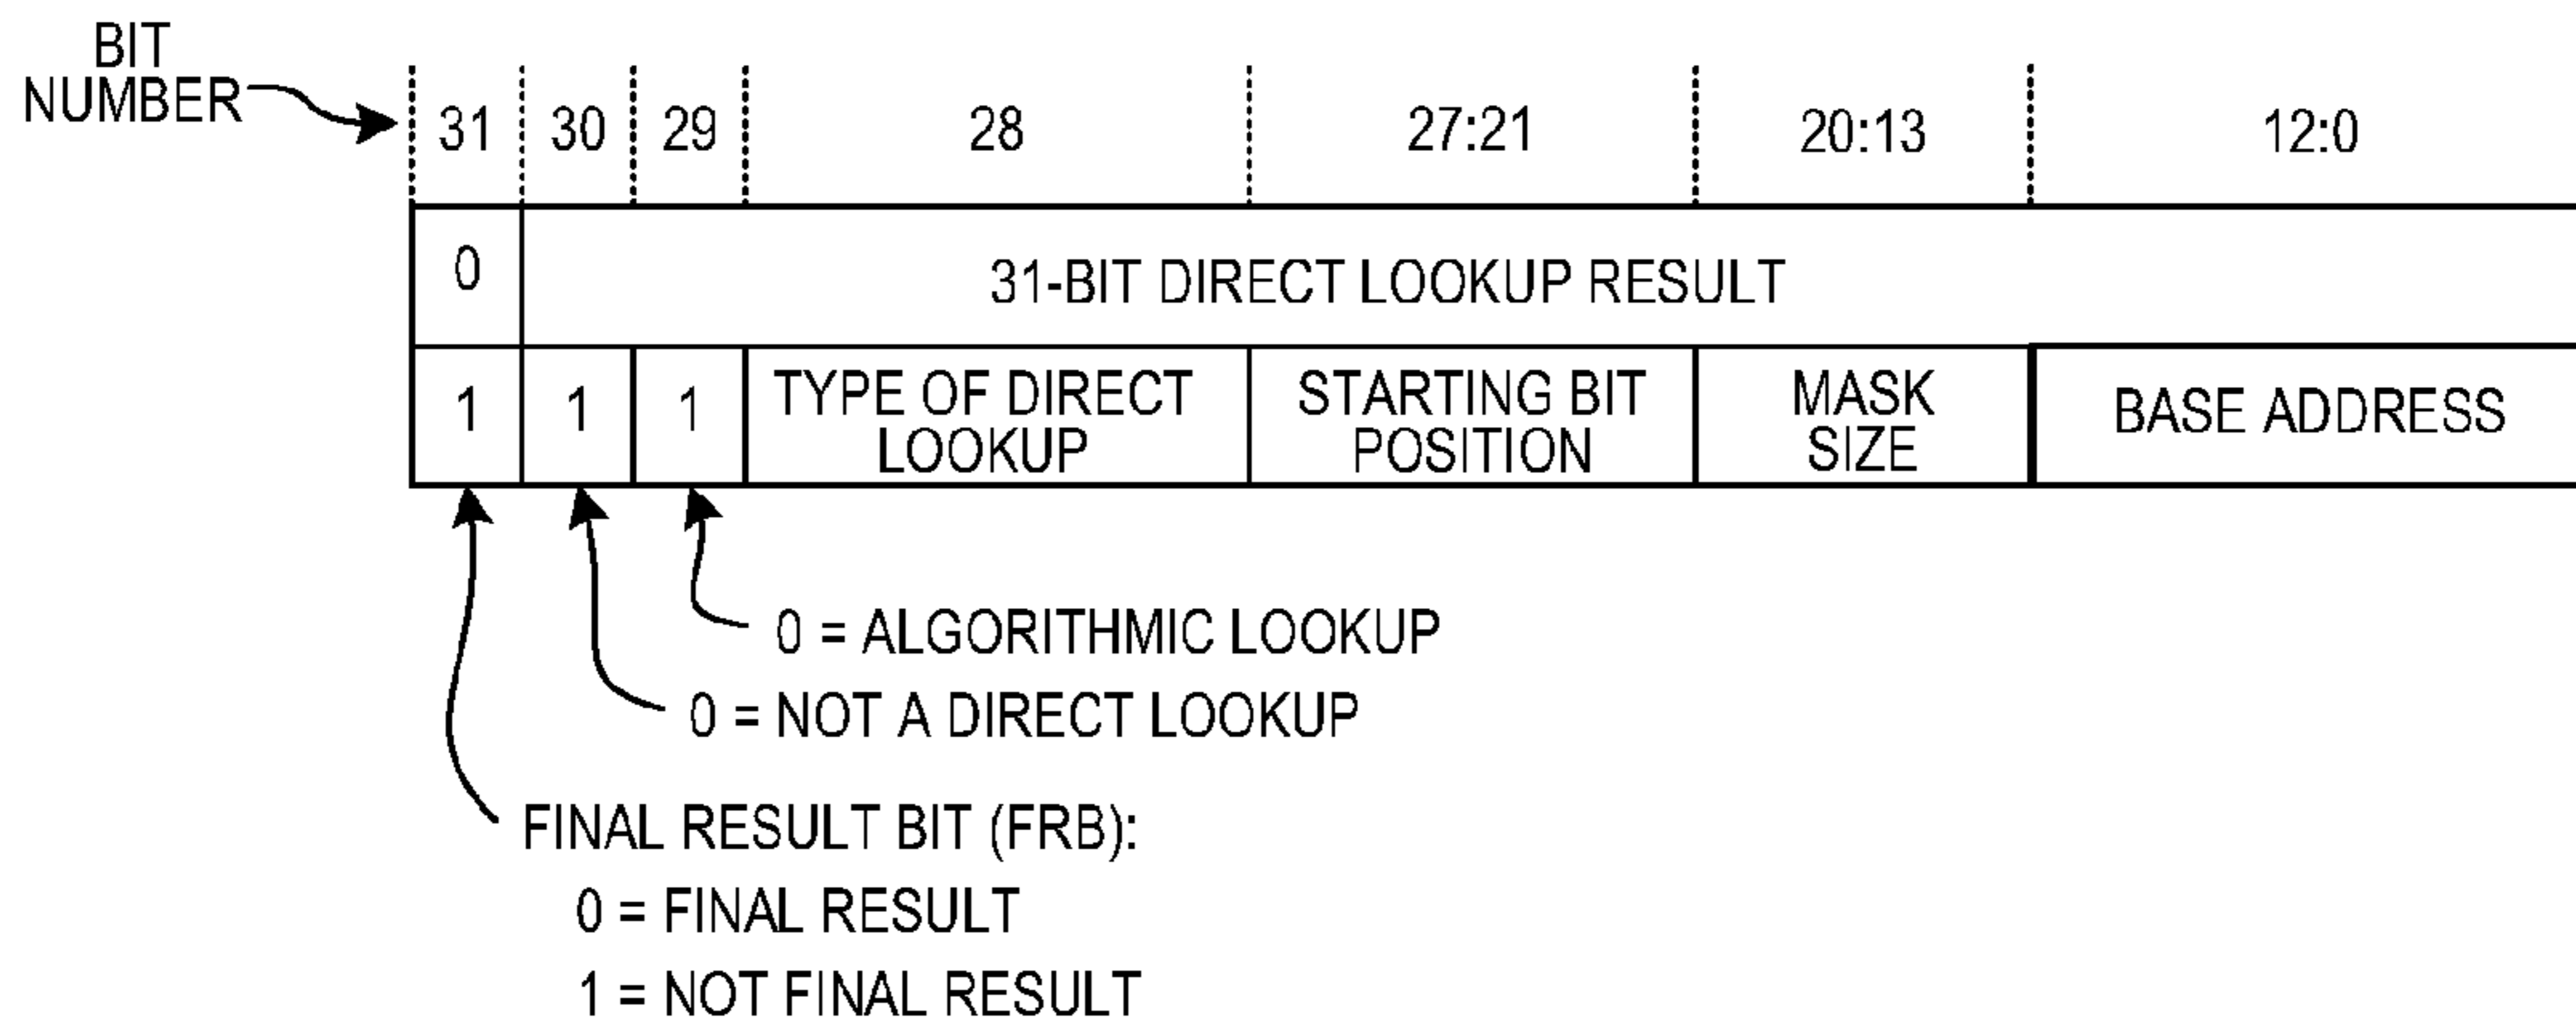 BIT
NUMBER
31 30 29 28 27:21 20:13 12:0
0 31-BIT DIRECT LOOKUP RESULT
1 1 1 TYPE OF DIRECT LOOKUP STARTING BIT POSITION MASK SIZE BASE ADDRESS
0 = ALGORITHMIC LOOKUP
0 = NOT A DIRECT LOOKUP
FINAL RESULT BIT (FRB):
0 = FINAL RESULT
1 = NOT FINAL RESULT